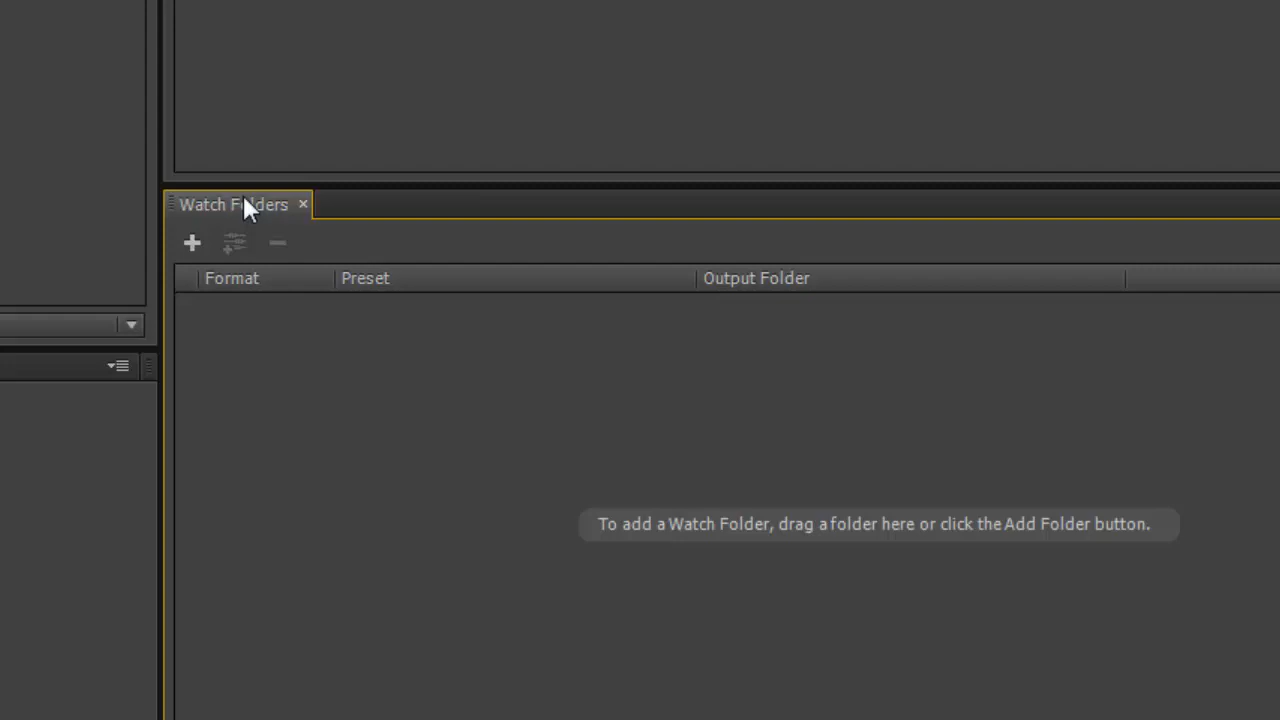 Watch Folders ×
Format Preset Output Folder
To add a Watch Folder, drag a folder here or click the Add Folder button.